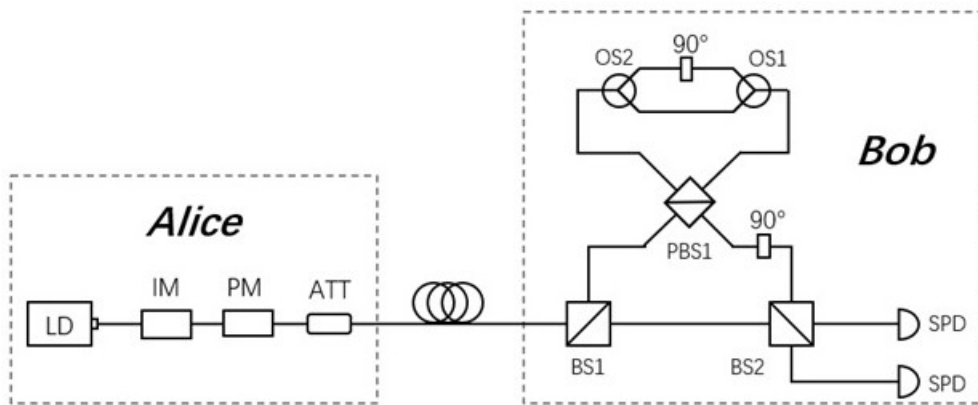 90°
OS2
OS1
Bob
Alice
90°
PBS1
IM
PM
ATT
LD
SPD
BS1
BS2
SPD